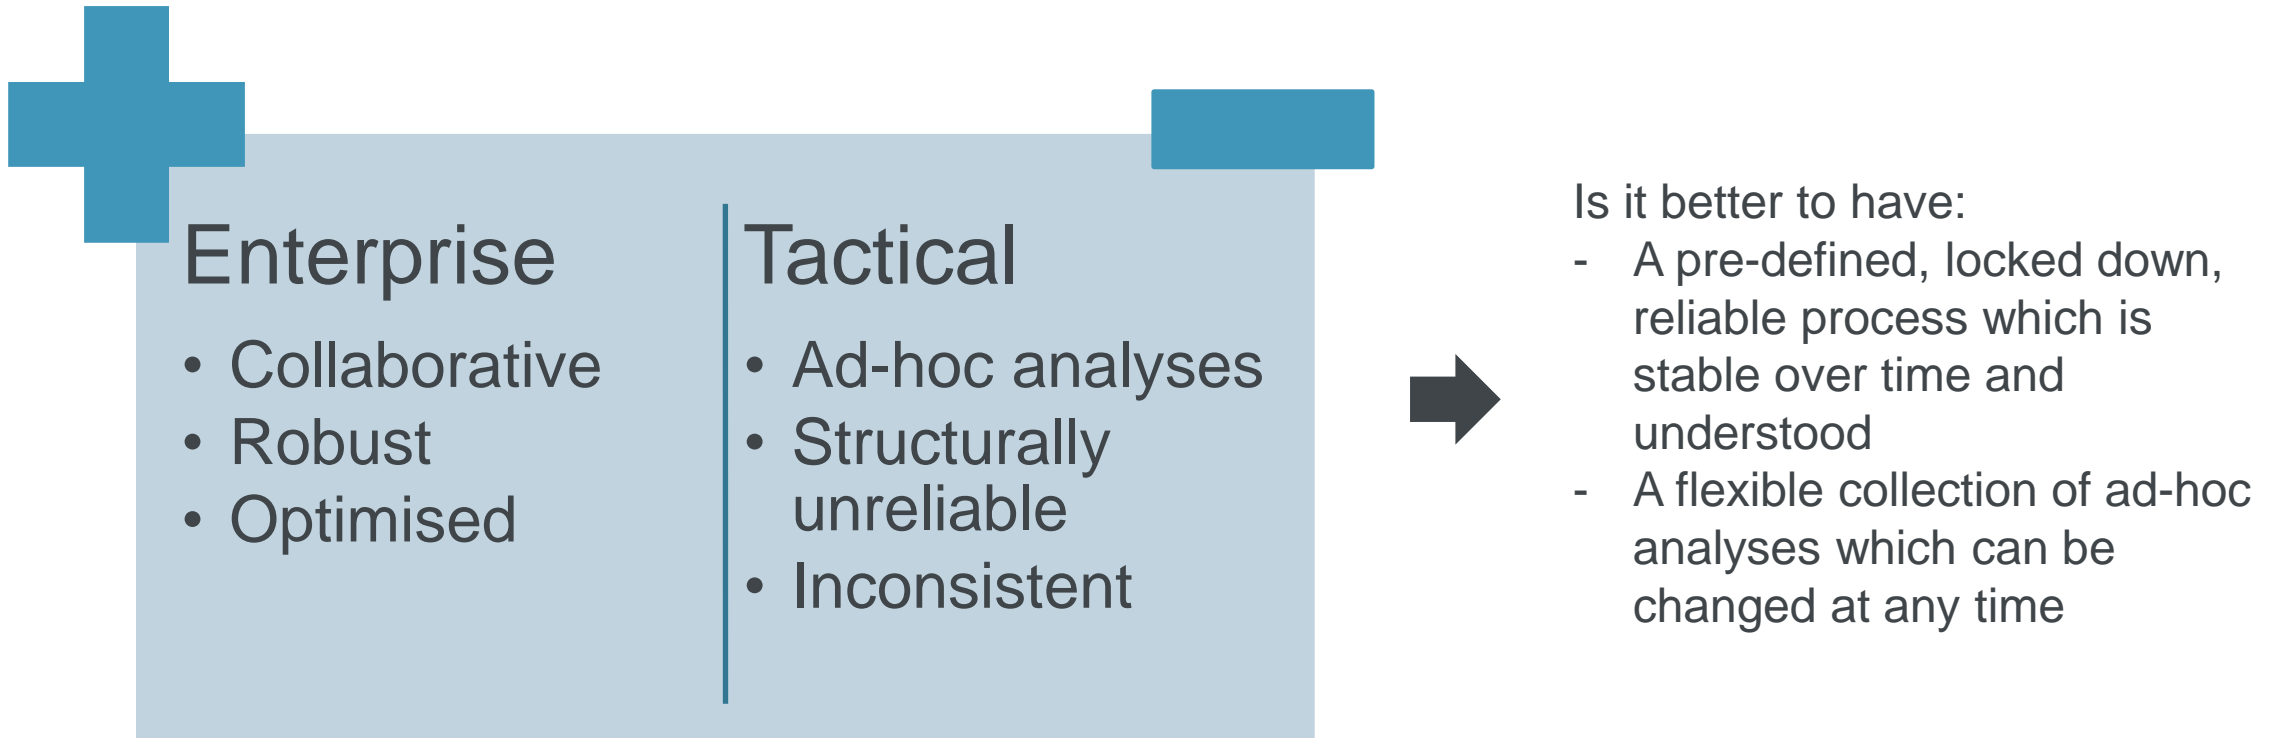 Enterprise
• Collaborative
• Robust
• Optimised
Tactical
• Ad-hoc analyses
• Structurally
unreliable
• Inconsistent
Is it better to have:
- A pre-defined, locked down,
reliable process which is
stable over time and
understood
- A flexible collection of ad-hoc
analyses which can be
changed at any time